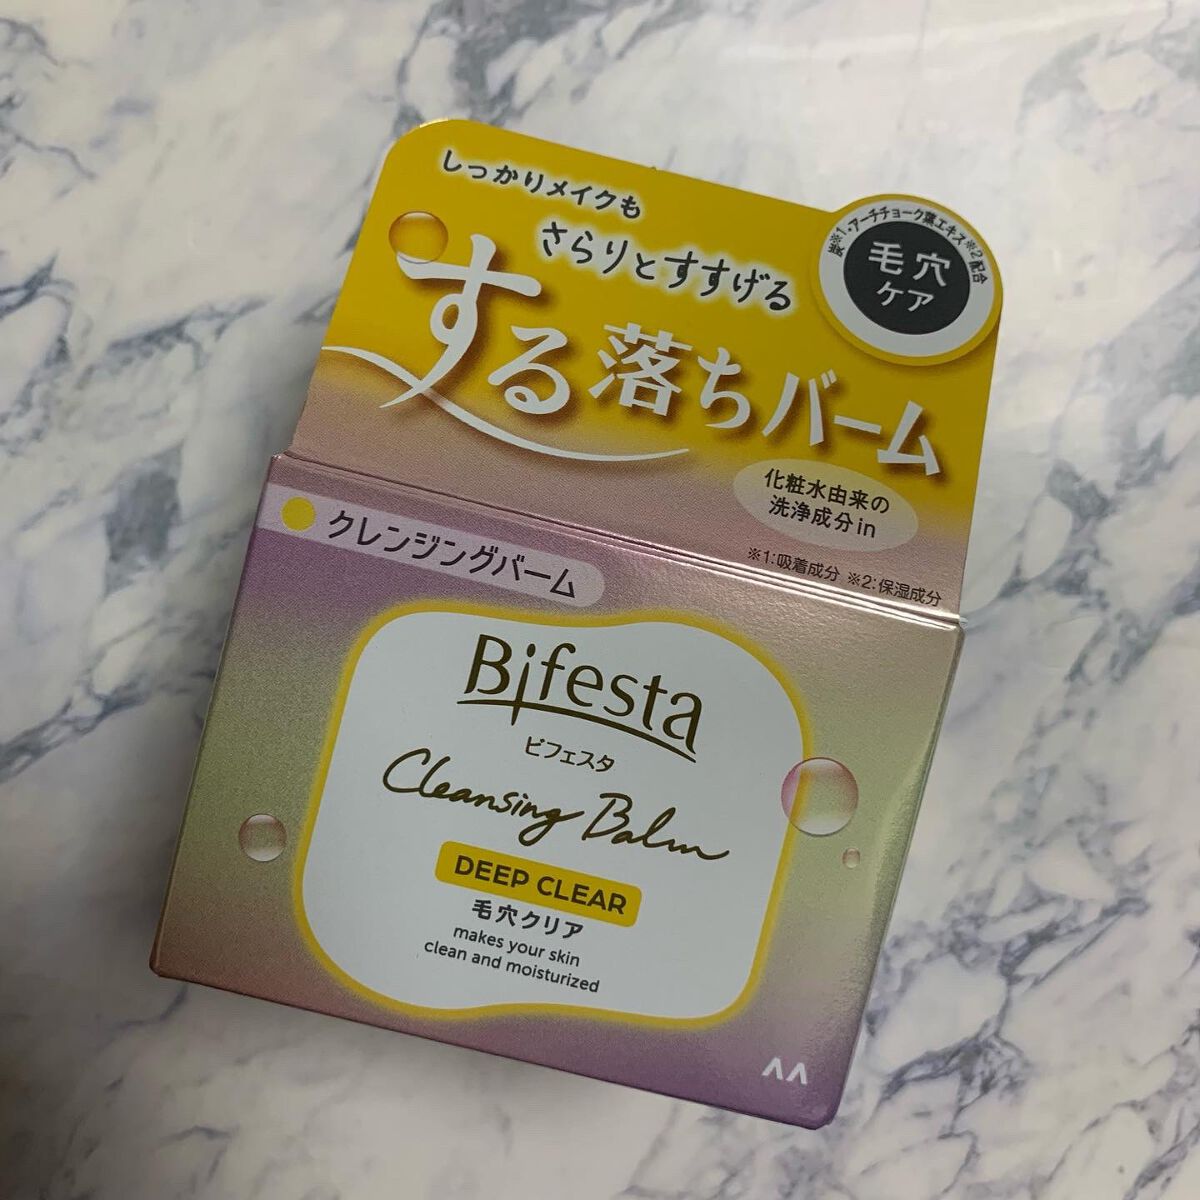 しっかりメイクも
さらりとすすげる
する落ちバーム
炭※1・アーチチョーク葉エキス※2配合
毛穴
ケア
化粧水由来の
洗浄成分in
※1:吸着成分 ※2:保湿成分
クレンジングバーム
Bifesta
ビフェスタ
Cleansing Balm
DEEP CLEAR
毛穴クリア
makes your skin
clean and moisturized